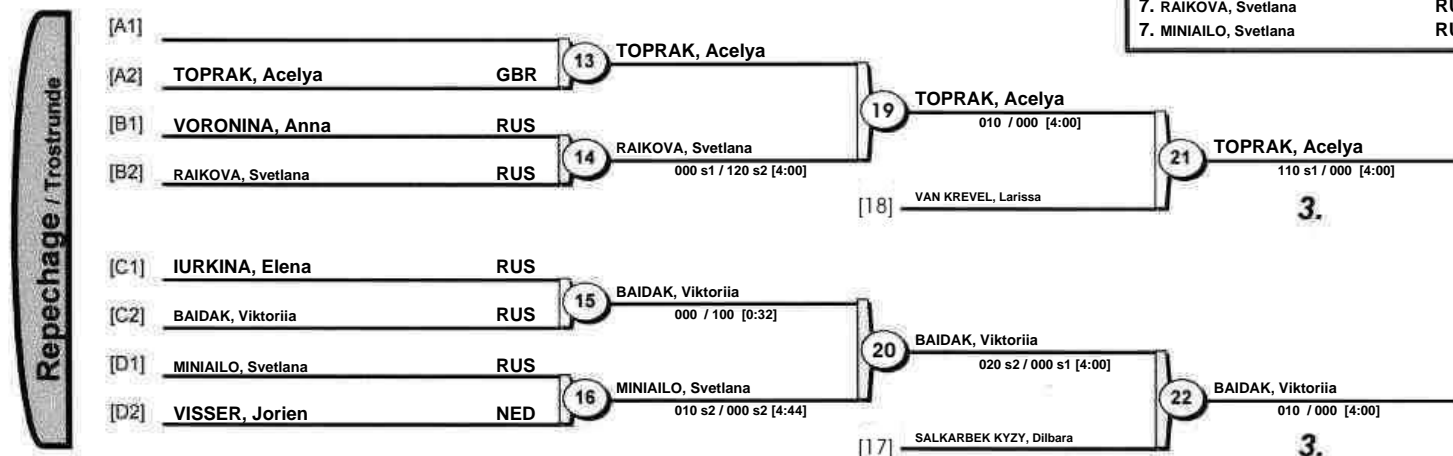 7. RAIKOVA, Svetlana
7. MINIAILO, Svetlana
Repechage / Trostrunde
[A1]
[A2] TOPRAK, Acelya GBR
13 TOPRAK, Acelya
[B1] VORONINA, Anna RUS
[B2] RAIKOVA, Svetlana RUS
14 RAIKOVA, Svetlana
000 s1 / 120 s2 [4:00]
19 TOPRAK, Acelya
010 / 000 [4:00]
[18] VAN KREVEL, Larissa
21 TOPRAK, Acelya
110 s1 / 000 [4:00]
3.
[C1] IURKINA, Elena RUS
[C2] BAIDAK, Viktoriia RUS
15 BAIDAK, Viktoriia
000 / 100 [0:32]
[D1] MINIAILO, Svetlana RUS
[D2] VISSER, Jorien NED
16 MINIAILO, Svetlana
010 s2 / 000 s2 [4:44]
20 BAIDAK, Viktoriia
020 s2 / 000 s1 [4:00]
[17] SALKARBEK KYZY, Dilbara
22 BAIDAK, Viktoriia
010 / 000 [4:00]
3.